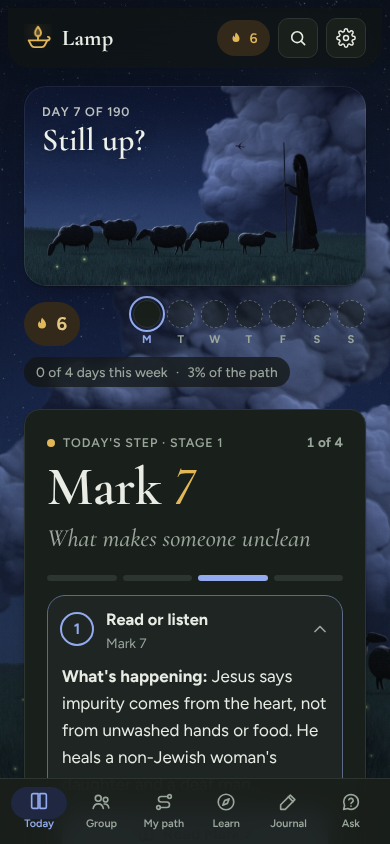 Lamp
6
DAY 7 OF 190
Still up?
6
M T W T F S S
0 of 4 days this week · 3% of the path
TODAY'S STEP · STAGE 1
1 of 4
Mark 7
What makes someone unclean
1
Read or listen
Mark 7
What's happening: Jesus says
impurity comes from the heart, not
from unwashed hands or food. He
heals a non-Jewish woman's
Today Group My path Learn Journal Ask